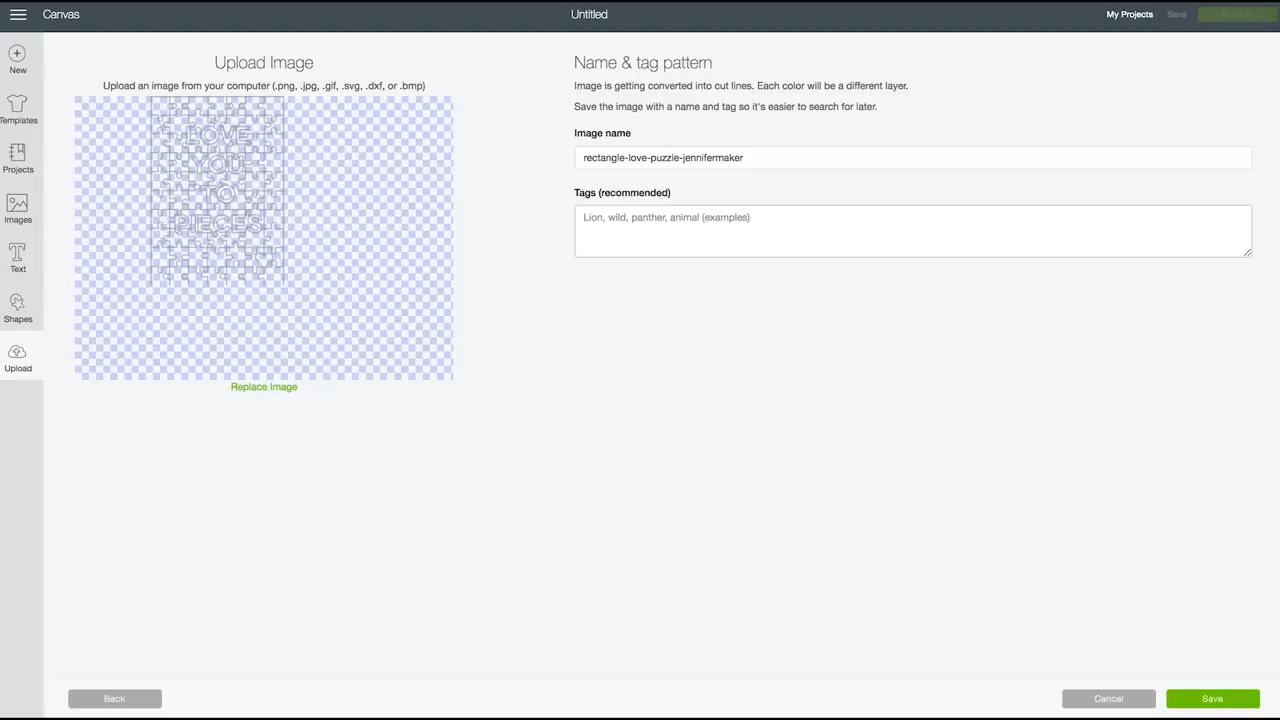 Canvas
Untitled
My Projects
Save
New
Templates
Projects
Images
Text
Shapes
Upload
Upload Image
Upload an image from your computer (.png, .jpg, .gif, .svg, .dxf, or .bmp)
LOVE
YOU
TO
PIECES
Replace Image
Name & tag pattern
Image is getting converted into cut lines. Each color will be a different layer.
Save the image with a name and tag so it's easier to search for later.
Image name
rectangle-love-puzzle-jennifermaker
Tags (recommended)
Lion, wild, panther, animal (examples)
Back
Cancel
Save